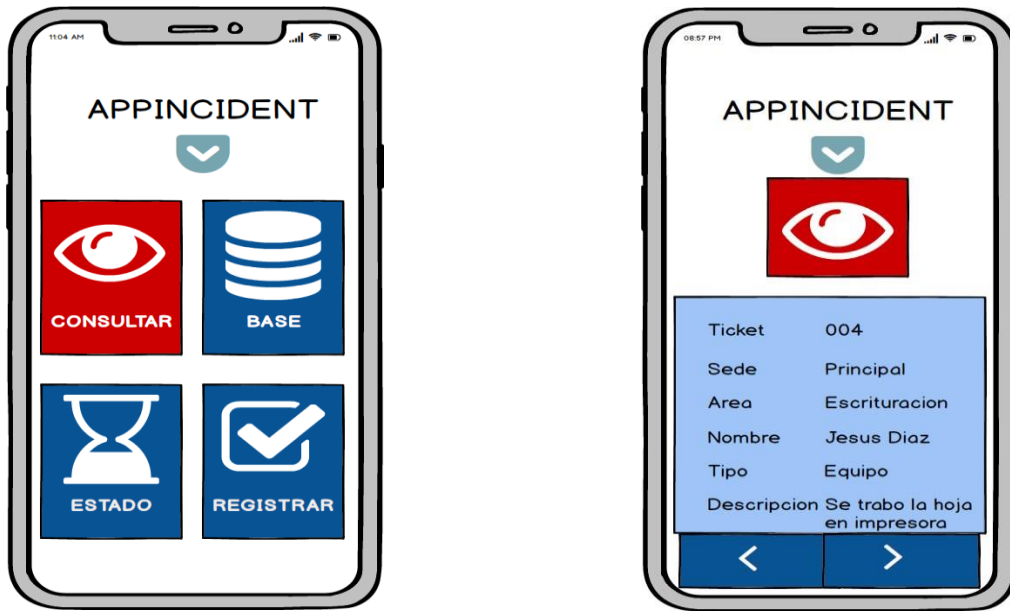 11:04 AM
APPINCIDENT
CONSULTAR
BASE
ESTADO
REGISTRAR
08:57 PM
APPINCIDENT
Ticket 004
Sede Principal
Area Escrituracion
Nombre Jesus Diaz
Tipo Equipo
Descripcion Se trabo la hoja
en impresora